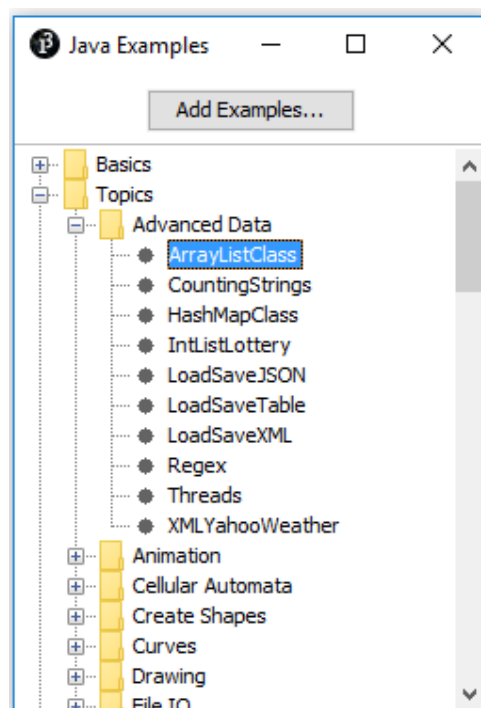 Java Examples
Add Examples...
Basics
Topics
Advanced Data
ArrayListClass
CountingStrings
HashMapClass
IntListLottery
LoadSaveJSON
LoadSaveTable
LoadSaveXML
Regex
Threads
XMLYahooWeather
Animation
Cellular Automata
Create Shapes
Curves
Drawing
File IO